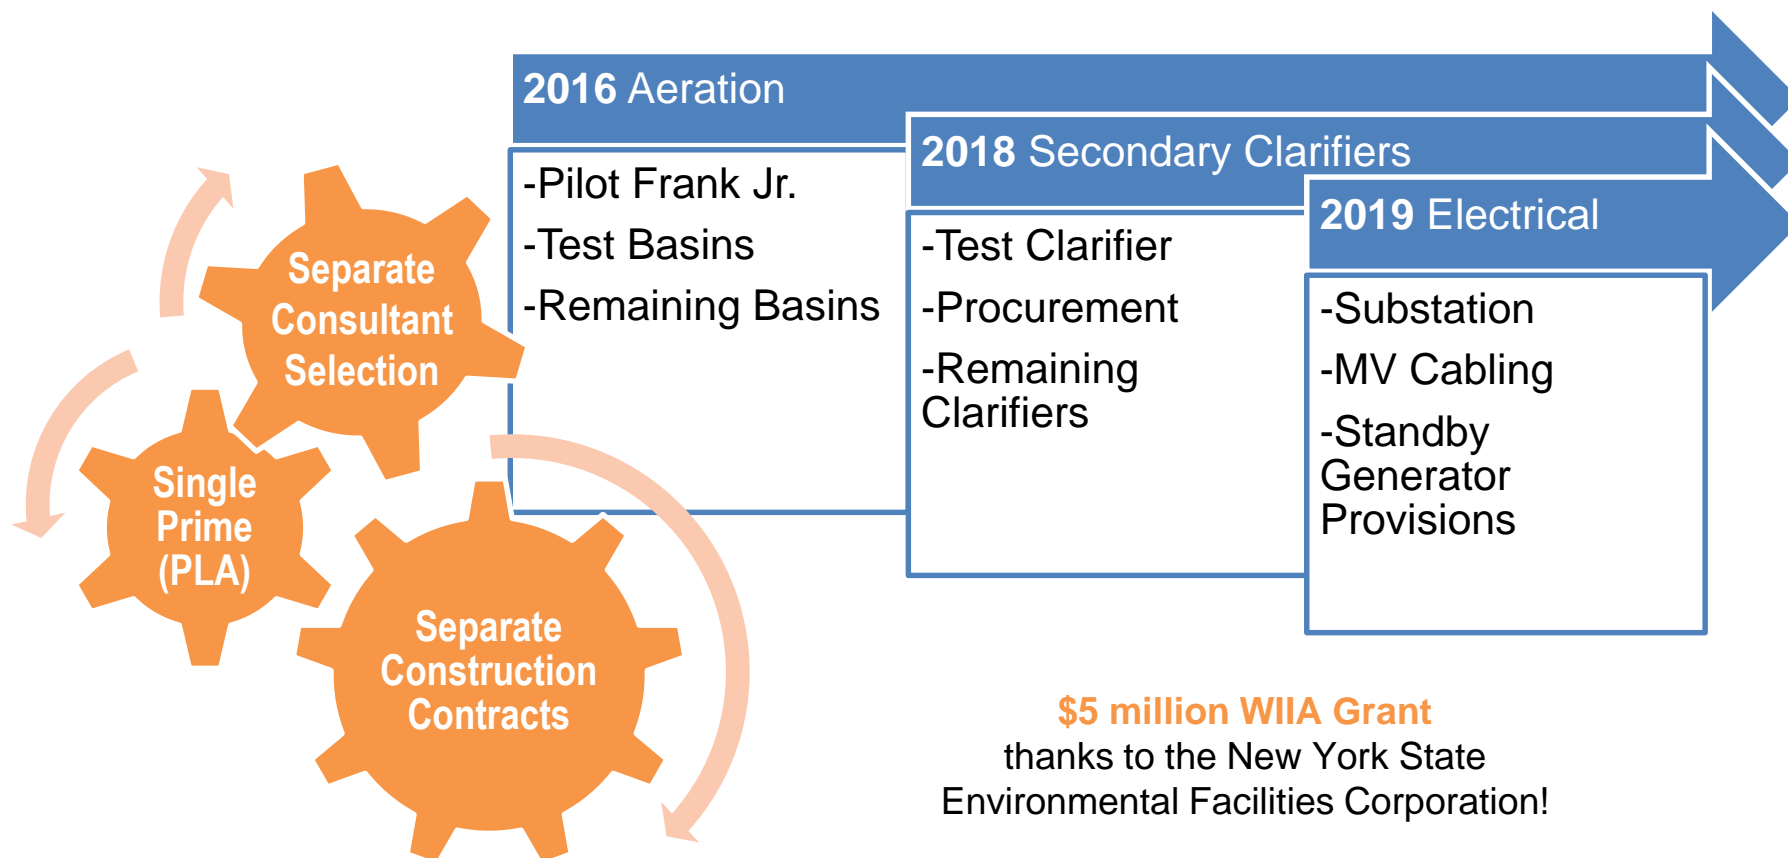 2016 Aeration
-Pilot Frank Jr.
-Test Basins
-Remaining Basins
2018 Secondary Clarifiers
-Test Clarifier
-Procurement
-Remaining
Clarifiers
2019 Electrical
-Substation
-MV Cabling
-Standby
Generator
Provisions
Separate
Consultant
Selection
Single
Prime
(PLA)
Separate
Construction
Contracts
$5 million WIIA Grant
thanks to the New York State
Environmental Facilities Corporation!